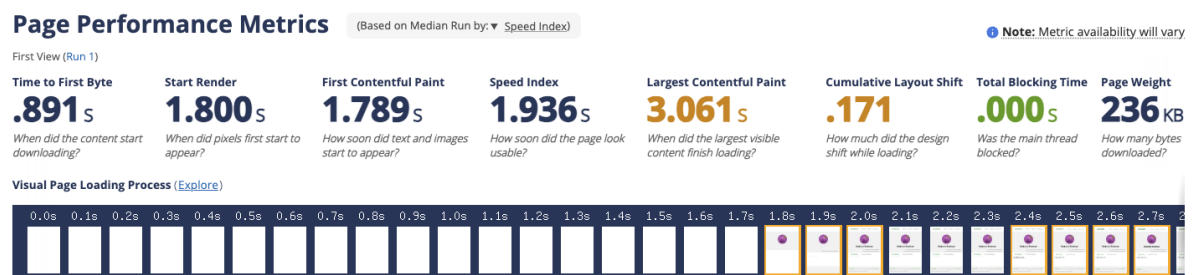 Page Performance Metrics (Based on Median Run by: ▼ Speed Index)
Note: Metric availability will vary
First View (Run 1)
Time to First Byte
.891s
When did the content start
downloading?
Start Render
1.800s
When did pixels first start to
appear?
First Contentful Paint
1.789s
How soon did text and images
start to appear?
Speed Index
1.936s
How soon did the page look
usable?
Largest Contentful Paint
3.061s
When did the largest visible
content finish loading?
Cumulative Layout Shift
.171
How much did the design
shift while loading?
Total Blocking Time
.000s
Was the main thread
blocked?
Page Weight
236 KB
How many bytes
downloaded?
Visual Page Loading Process (Explore)
0.0s 0.1s 0.2s 0.3s 0.4s 0.5s 0.6s 0.7s 0.8s 0.9s 1.0s 1.1s 1.2s 1.3s 1.4s 1.5s 1.6s 1.7s 1.8s 1.9s 2.0s 2.1s 2.2s 2.3s 2.4s 2.5s 2.6s 2.7s